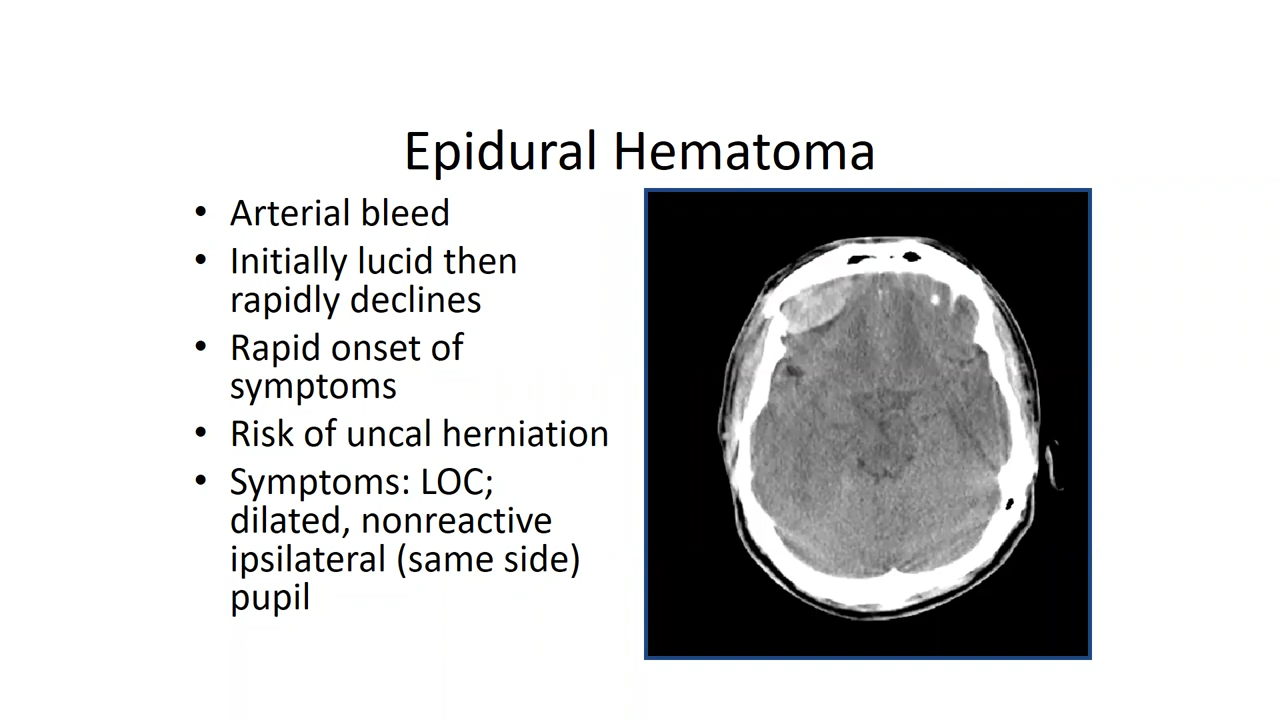 Epidural Hematoma
• Arterial bleed
• Initially lucid then
rapidly declines
• Rapid onset of
symptoms
• Risk of uncal herniation
• Symptoms: LOC;
dilated, nonreactive
ipsilateral (same side)
pupil